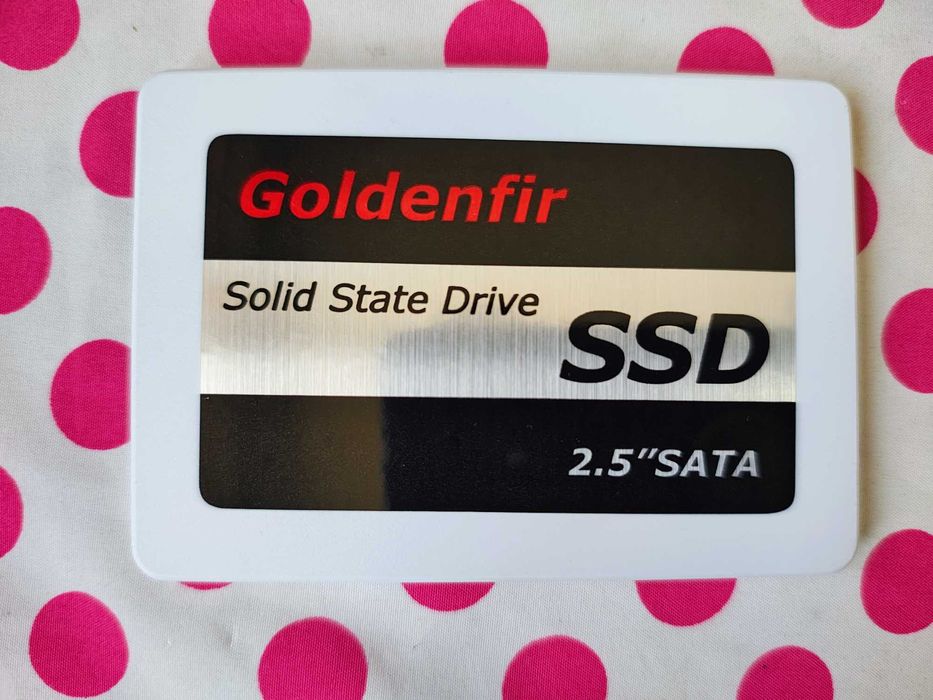 Goldenfir
Solid State Drive
SSD
2.5"SATA